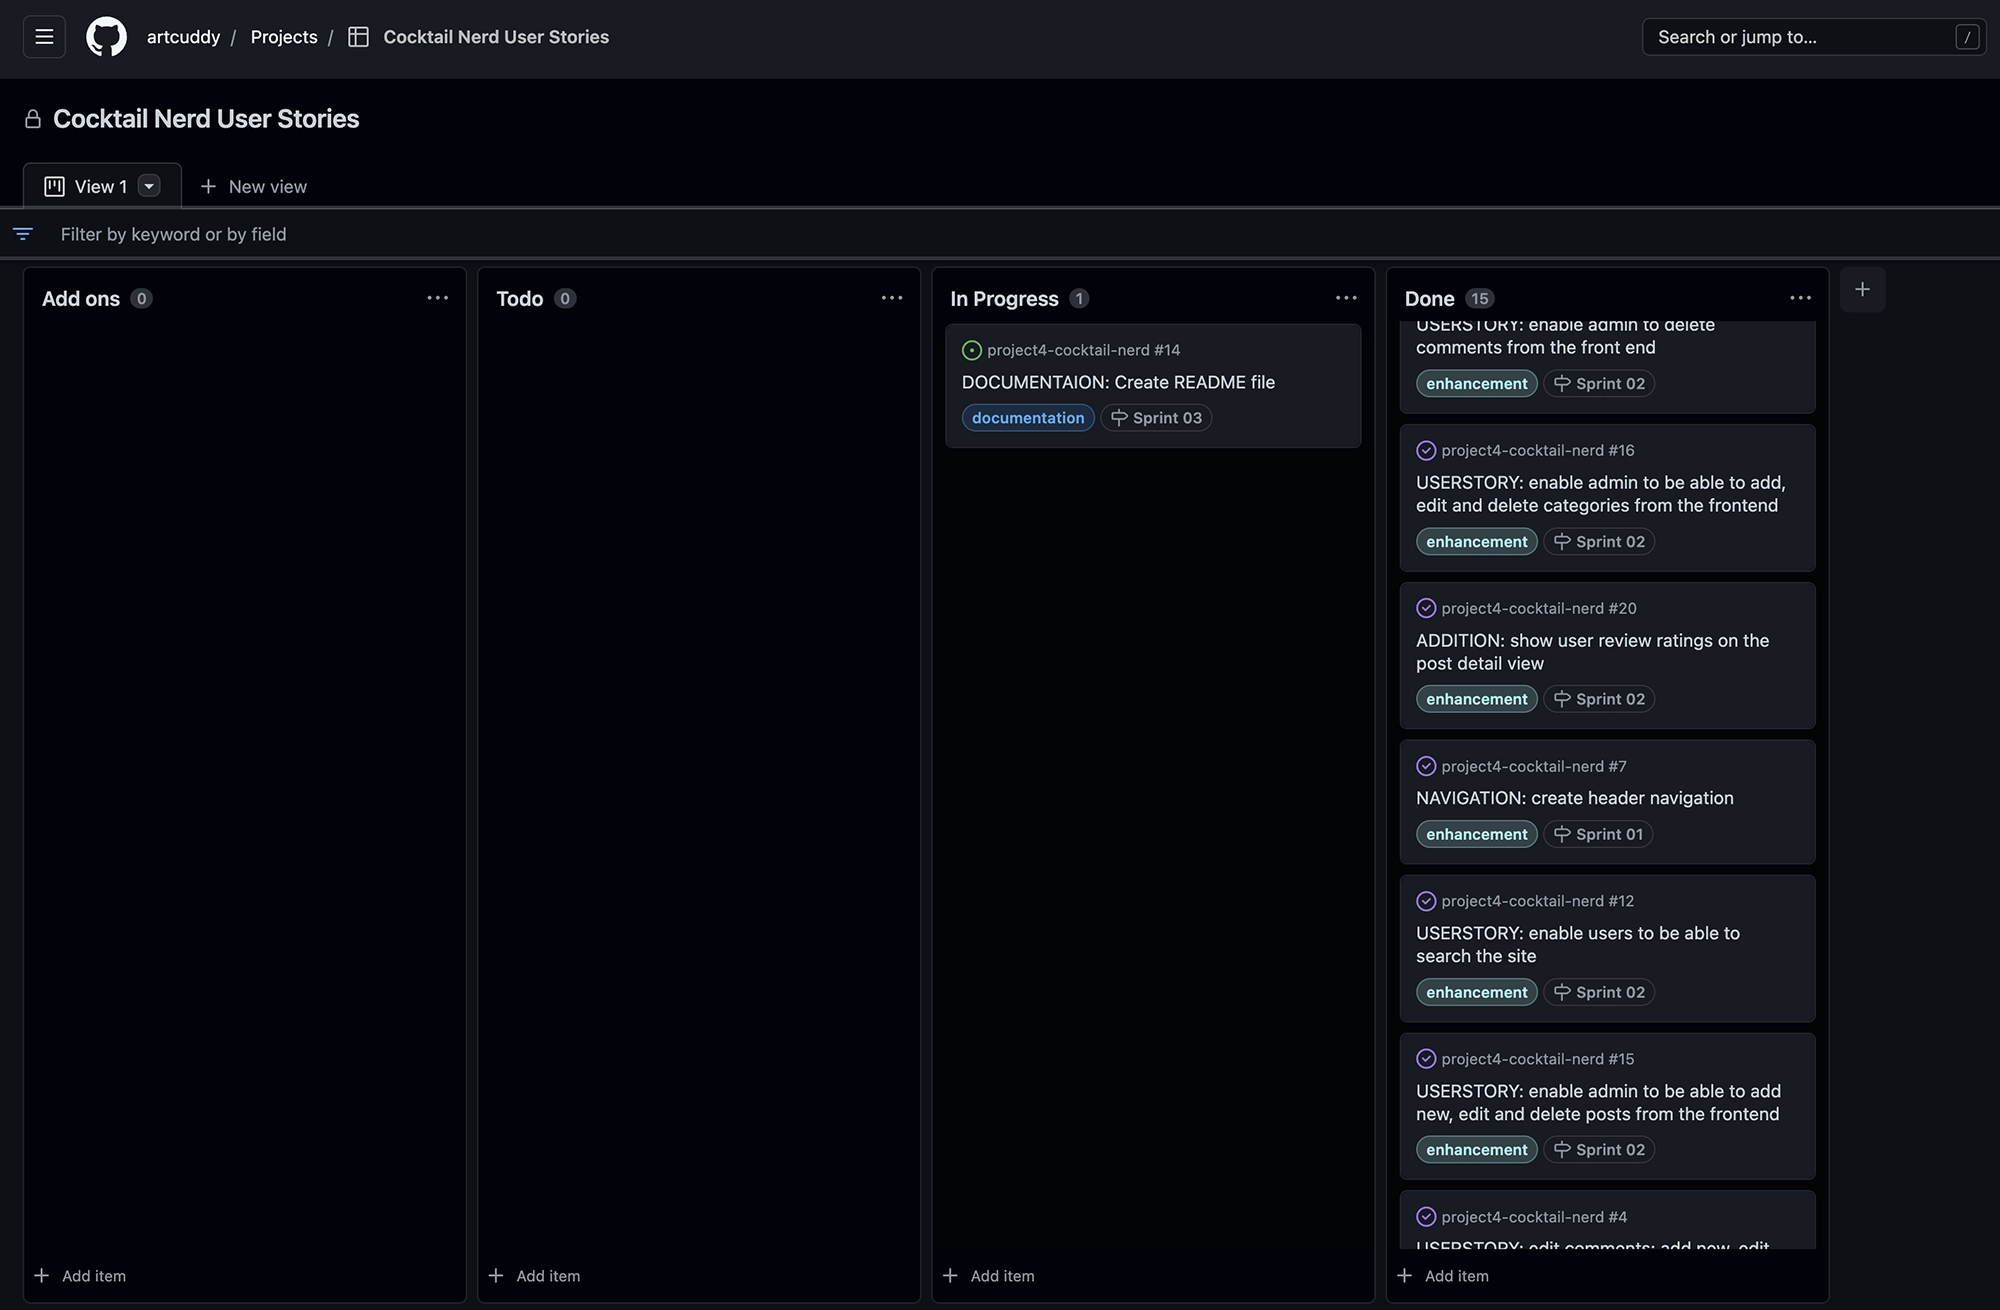 artcuddy / Projects / Cocktail Nerd User Stories
Search or jump to... /
Cocktail Nerd User Stories
View 1
New view
Filter by keyword or by field
Add ons 0
Add item
Todo 0
Add item
In Progress 1
project4-cocktail-nerd #14
DOCUMENTAION: Create README file
documentation Sprint 03
Add item
Done 15
USERSTORY: enable admin to delete
comments from the front end
enhancement Sprint 02
project4-cocktail-nerd #16
USERSTORY: enable admin to be able to add,
edit and delete categories from the frontend
enhancement Sprint 02
project4-cocktail-nerd #20
ADDITION: show user review ratings on the
post detail view
enhancement Sprint 02
project4-cocktail-nerd #7
NAVIGATION: create header navigation
enhancement Sprint 01
project4-cocktail-nerd #12
USERSTORY: enable users to be able to
search the site
enhancement Sprint 02
project4-cocktail-nerd #15
USERSTORY: enable admin to be able to add
new, edit and delete posts from the frontend
enhancement Sprint 02
project4-cocktail-nerd #4
USERSTORY: edit comments: add new, edit
Add item